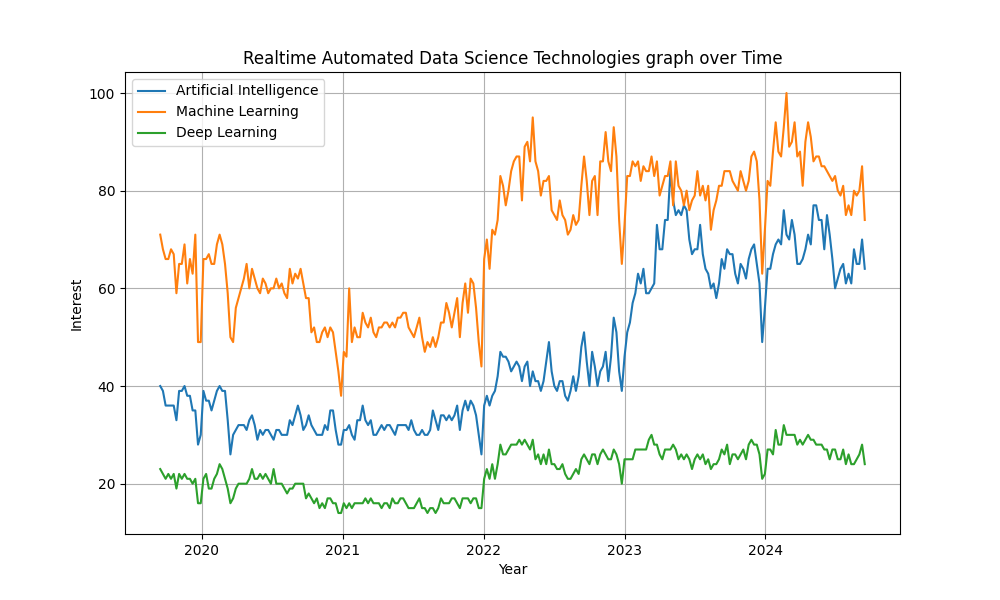 Realtime Automated Data Science Technologies graph over Time
Artificial Intelligence
Machine Learning
Deep Learning
100
80
60
40
20
Interest
2020 2021 2022 2023 2024
Year